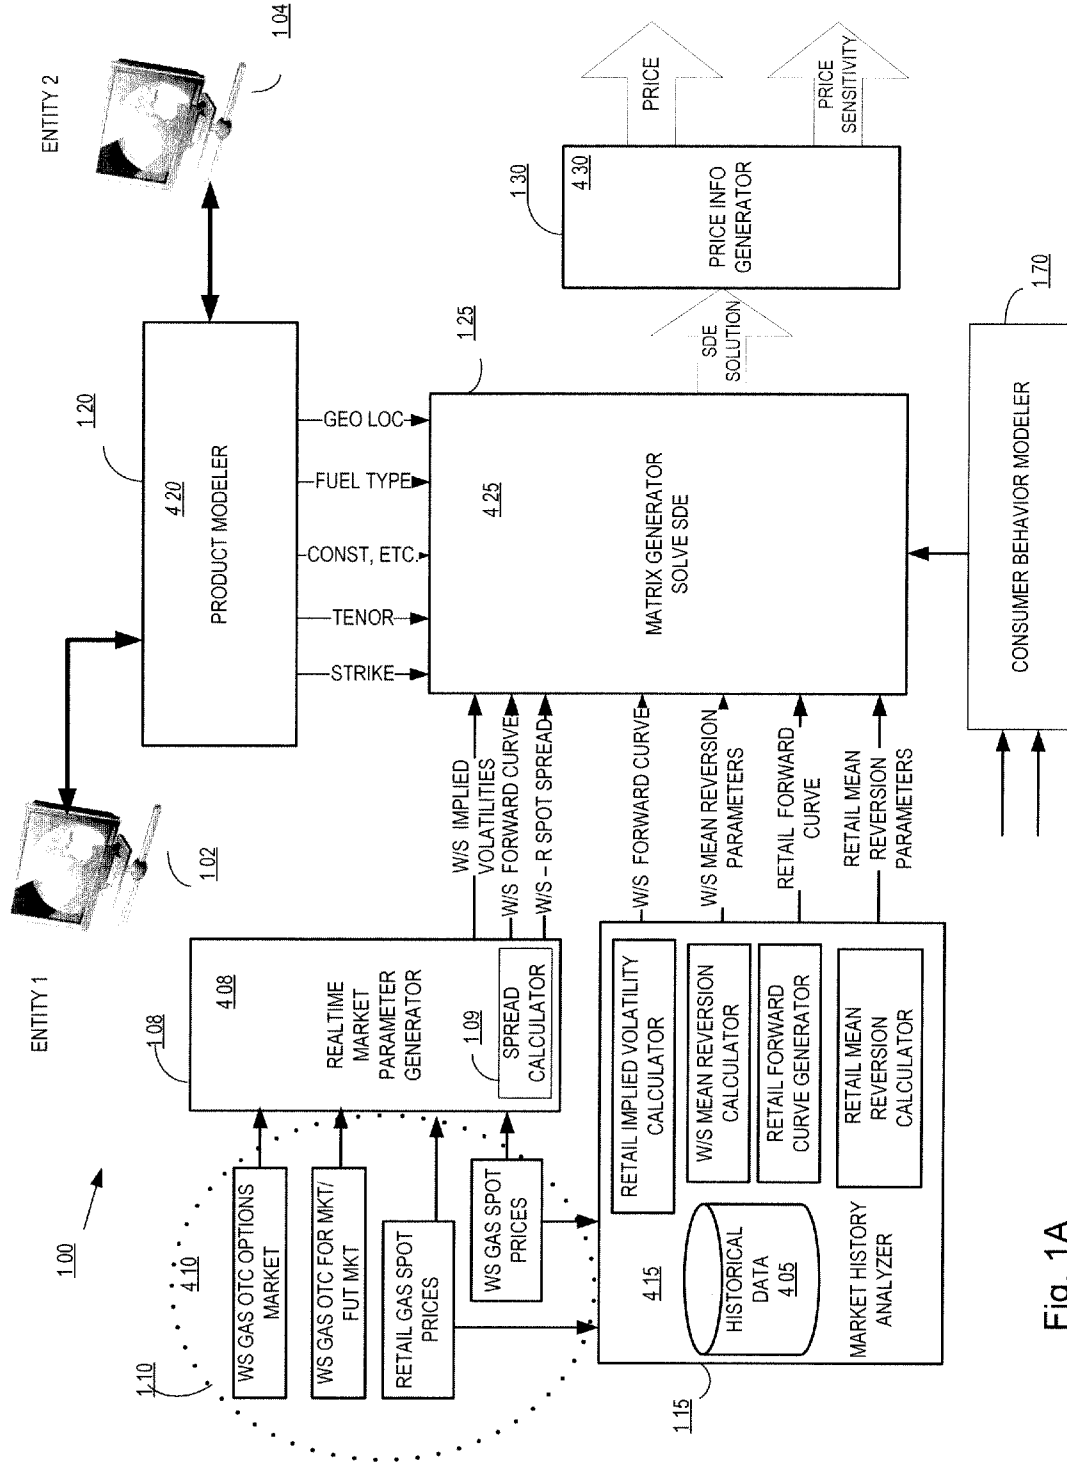 ENTITY 1
1.02
ENTITY 2
1.04
1.00
1.20
4.20
PRODUCT MODELER
STRIKE
TENOR
CONST, ETC.
FUEL TYPE
GEO LOC
1.10
4.10
WS GAS OTC OPTIONS
MARKET
WS GAS OTC FOR MKT/
FUT MKT
RETAIL GAS SPOT
PRICES
WS GAS SPOT
PRICES
1.08
4.08
REALTIME
MARKET
PARAMETER
GENERATOR
1.09
SPREAD
CALCULATOR
W/S IMPLIED
VOLATILITIES
W/S FORWARD CURVE
W/S – R SPOT SPREAD
1.25
4.25
MATRIX GENERATOR
SOLVE SDE
SDE
SOLUTION
1.30
4.30
PRICE INFO
GENERATOR
PRICE
PRICE
SENSITIVITY
1.15
4.15
HISTORICAL
DATA
4.05
MARKET HISTORY
ANALYZER
RETAIL IMPLIED VOLATILITY
CALCULATOR
W/S MEAN REVERSION
CALCULATOR
RETAIL FORWARD
CURVE GENERATOR
RETAIL MEAN
REVERSION
CALCULATOR
W/S FORWARD CURVE
W/S MEAN REVERSION
PARAMETERS
RETAIL FORWARD
CURVE
RETAIL MEAN
REVERSION
PARAMETERS
1.70
CONSUMER BEHAVIOR MODELER
Fig. 1A